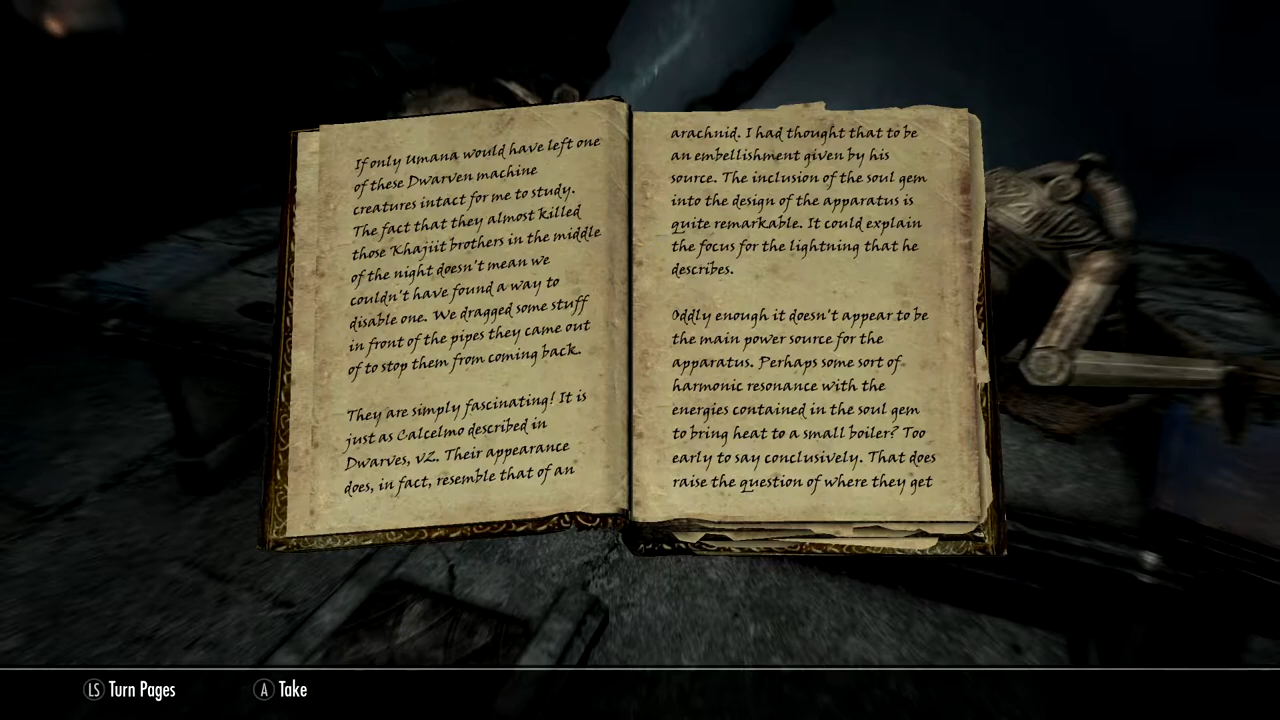 If only Umana would have left one
of these Dwarven machine
creatures intact for me to study.
The fact that they almost killed
those Khajiit brothers in the middle
of the night doesn't mean we
couldn't have found a way to
disable one. We dragged some stuff
in front of the pipes they came out
of to stop them from coming back.
They are simply fascinating! It is
just as Calcelmo described in
Dwarves, v2. Their appearance
does, in fact, resemble that of an
arachnid. I had thought that to be
an embellishment given by his
source. The inclusion of the soul gem
into the design of the apparatus is
quite remarkable. It could explain
the focus for the lightning that he
describes.
Oddly enough it doesn't appear to be
the main power source for the
apparatus. Perhaps some sort of
harmonic resonance with the
energies contained in the soul gem
to bring heat to a small boiler? Too
early to say conclusively. That does
raise the question of where they get
LS Turn Pages
A Take